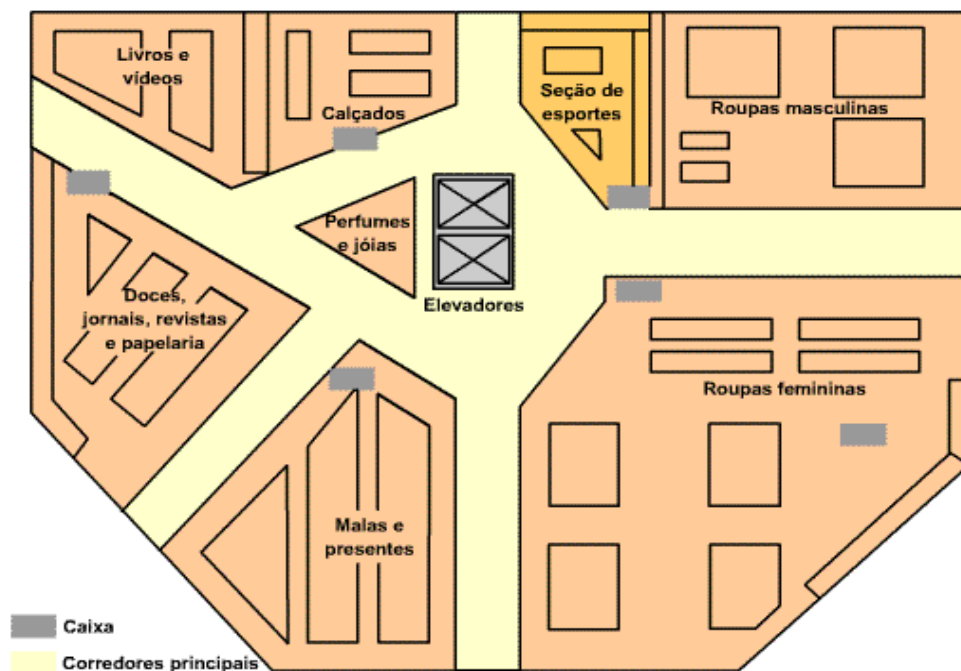 Livros e
vídeos
Calçados
Seção de
esportes
Roupas masculinas
Perfumes
e jóias
Elevadores
Doces,
jornais, revistas
e papelaria
Roupas femininas
Malas e
presentes
Caixa
Corredores principais